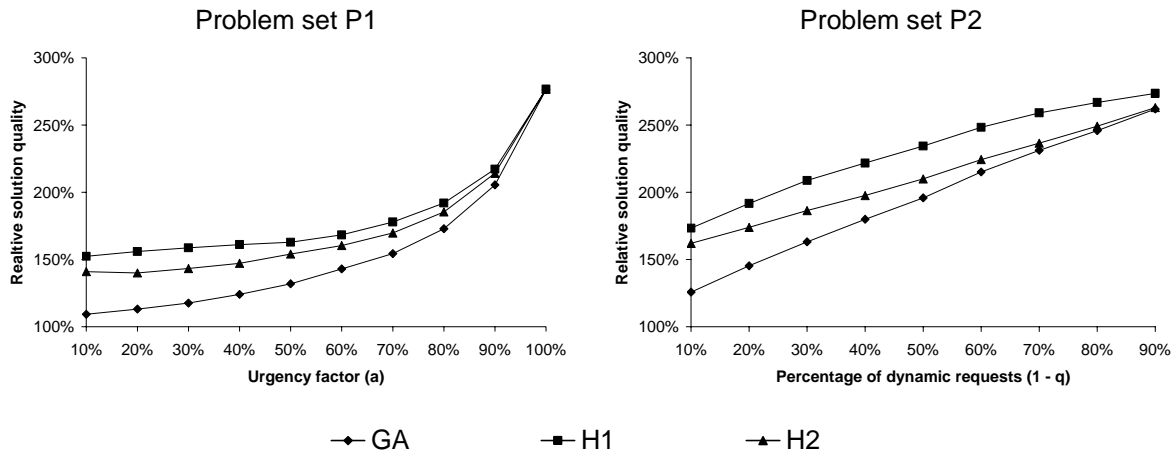 Problem set P1
300%
250%
200%
150%
100%
Realtive solution quality
10% 20% 30% 40% 50% 60% 70% 80% 90% 100%
Urgency factor (a)
Problem set P2
300%
250%
200%
150%
100%
Relative solution quality
10% 20% 30% 40% 50% 60% 70% 80% 90%
Percentage of dynamic requests (1 - q)
GA H1 H2